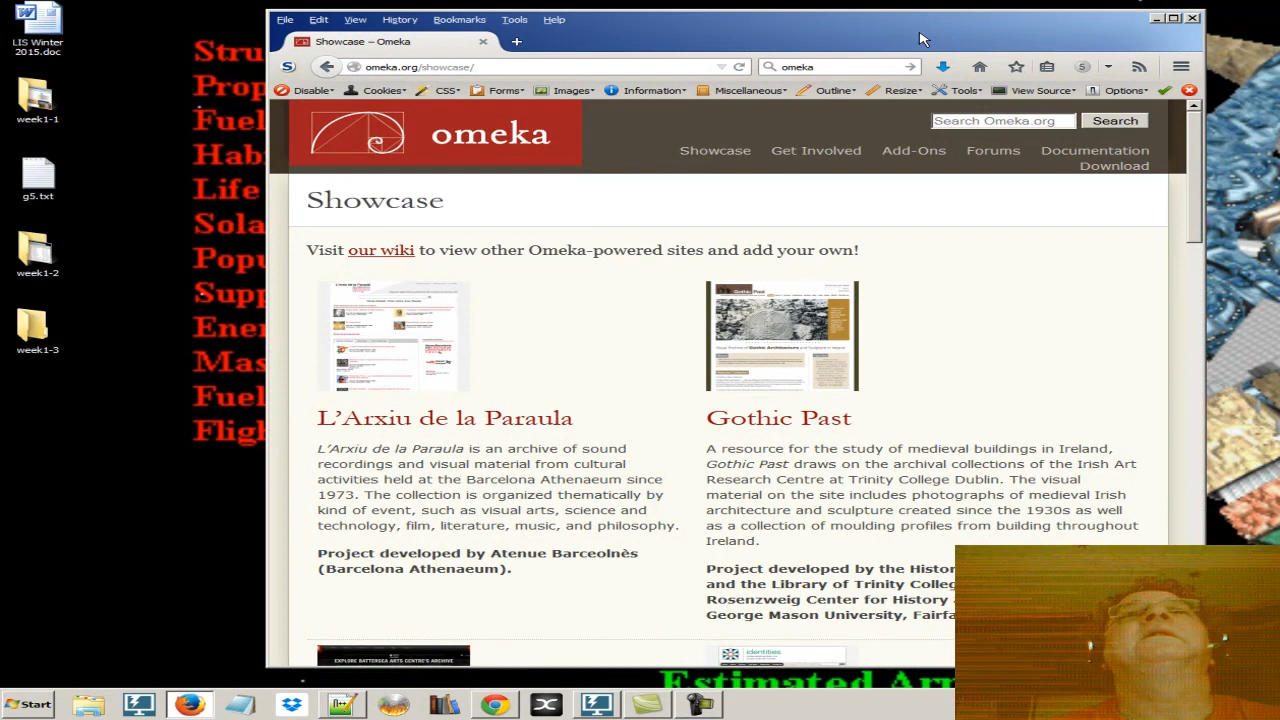 LIS Winter
2015.doc
week1-1
g5.txt
week1-2
week1-3
Stru
Prop
Fuel
Habi
Life
Sola
Popu
Supp
Ener
Mas
Fuel
Fligh
File Edit View History Bookmarks Tools Help
Showcase – Omeka
omeka.org/showcase/
omeka
Disable Cookies CSS Forms Images Information Miscellaneous Outline Resize Tools View Source Options
omeka
Search Omeka.org Search
Showcase Get Involved Add-Ons Forums Documentation
Download
Showcase
Visit our wiki to view other Omeka-powered sites and add your own!
L'Arxiu de la Paraula
L'Arxiu de la Paraula is an archive of sound
recordings and visual material from cultural
activities held at the Barcelona Athenaeum since
1973. The collection is organized thematically by
kind of event, such as visual arts, science and
technology, film, literature, music, and philosophy.
Project developed by Atenue Barceolnès
(Barcelona Athenaeum).
Gothic Past
A resource for the study of medieval buildings in Ireland,
Gothic Past draws on the archival collections of the Irish Art
Research Centre at Trinity College Dublin. The visual
material on the site includes photographs of medieval Irish
architecture and sculpture created since the 1930s as well
as a collection of moulding profiles from building throughout
Ireland.
Project developed by the Histor
and the Library of Trinity Colleg
Rosenzweig Center for History
George Mason University, Fairfa
EXPLORE BATTERSEA ARTS CENTRE'S ARCHIVE
identities
Estimated Arr
Start